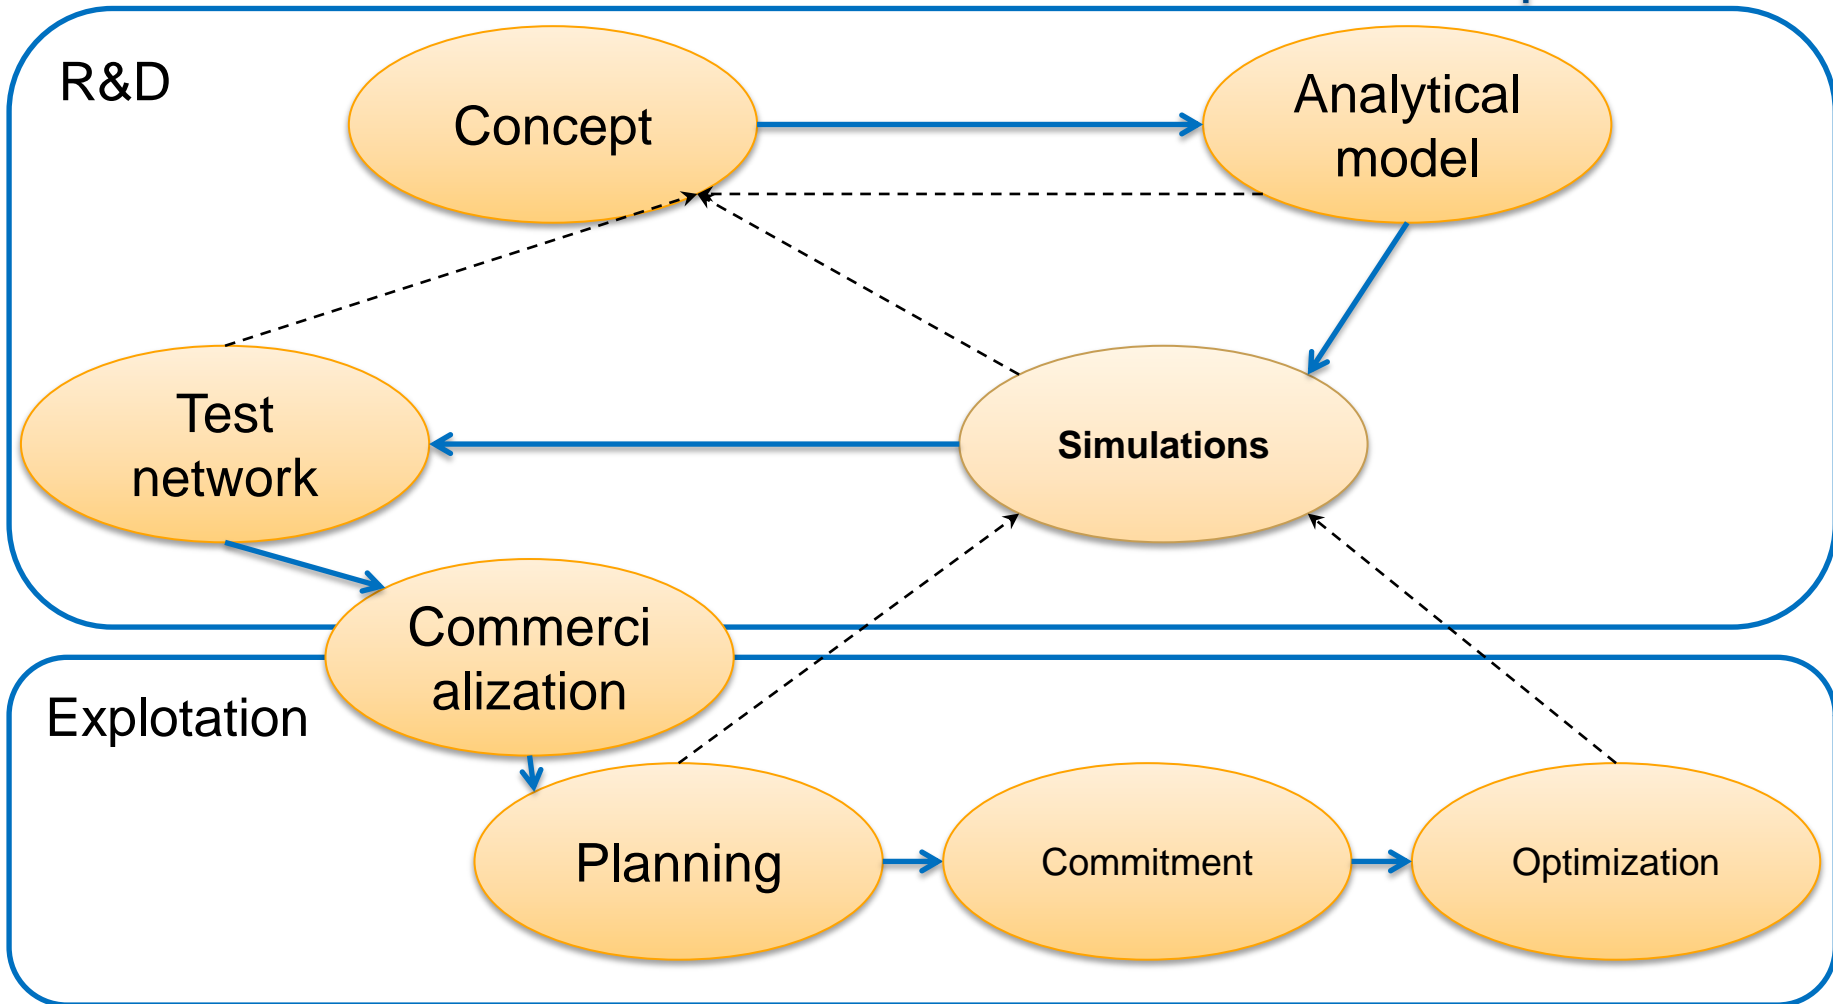 R&D
Concept
Analytical
model
Test
network
Simulations
Commerci
alization
Explotation
Planning
Commitment
Optimization